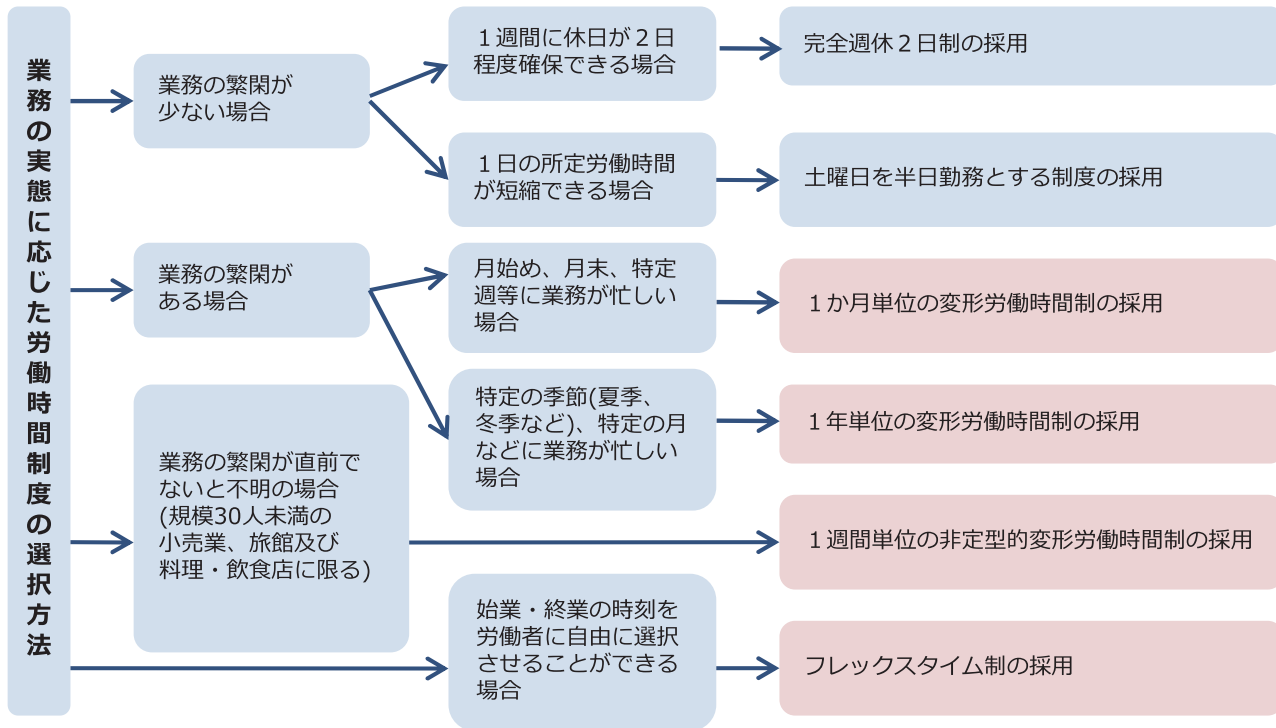 業務の実態に応じた労働時間制度の選択方法
業務の繁閑が
少ない場合
１週間に休日が２日
程度確保できる場合
完全週休２日制の採用
１日の所定労働時間
が短縮できる場合
土曜日を半日勤務とする制度の採用
業務の繁閑が
ある場合
月始め、月末、特定
週等に業務が忙しい
場合
１か月単位の変形労働時間制の採用
特定の季節(夏季、
冬季など)、特定の月
などに業務が忙しい
場合
１年単位の変形労働時間制の採用
業務の繁閑が直前で
ないと不明の場合
(規模30人未満の
小売業、旅館及び
料理・飲食店に限る)
１週間単位の非定型的変形労働時間制の採用
始業・終業の時刻を
労働者に自由に選択
させることができる
場合
フレックスタイム制の採用